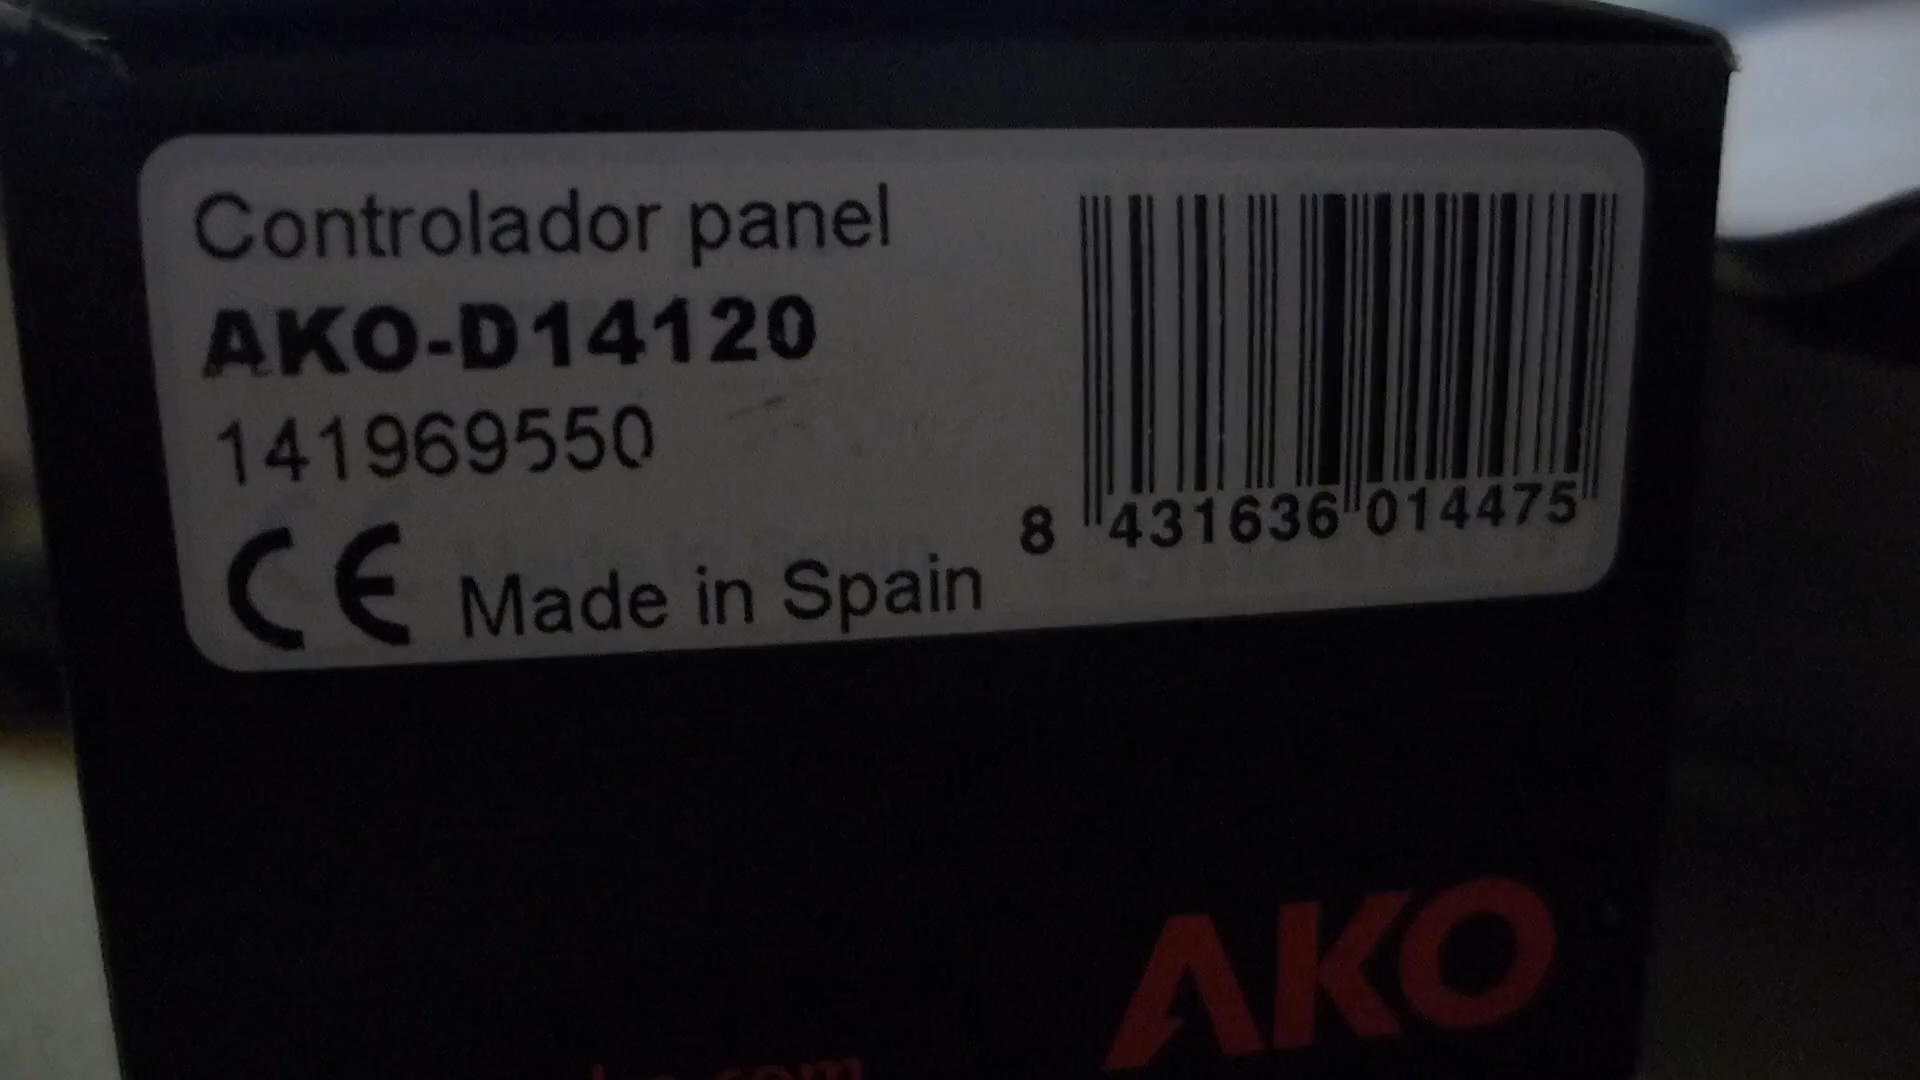 Controlador panel
AKO-D14120
141969550
CE Made in Spain
8 431636 014475
AKO